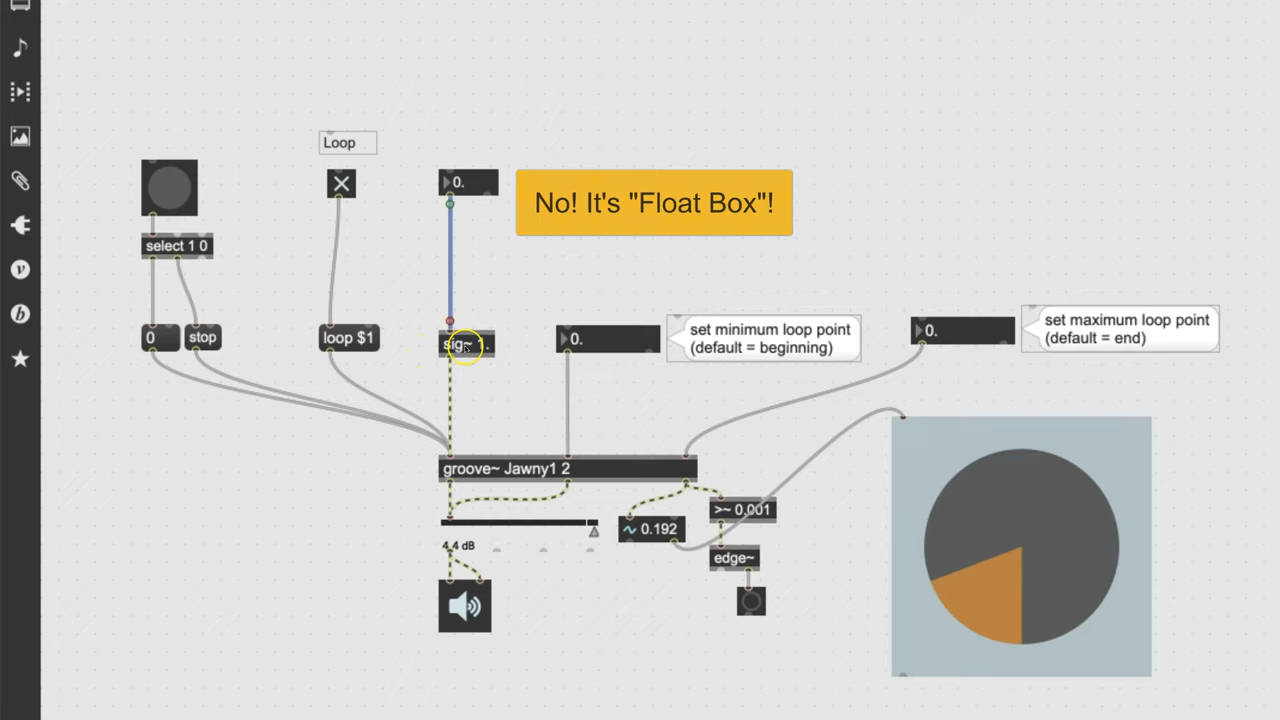 Loop
0.
No! It's "Float Box"!
select 1 0
0
stop
loop $1
sig~ 1.
0.
set minimum loop point
(default = beginning)
0.
set maximum loop point
(default = end)
groove~ Jawny1 2
>~ 0.001
0.192
4.4 dB
edge~